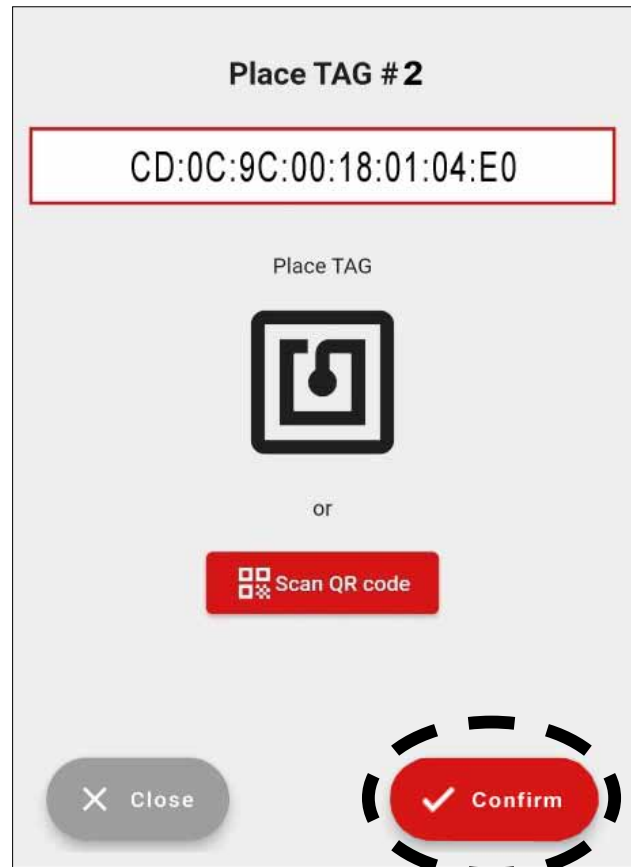 Place TAG #2
CD:0C:9C:00:18:01:04:E0
Place TAG
or
Scan QR code
Close
Confirm